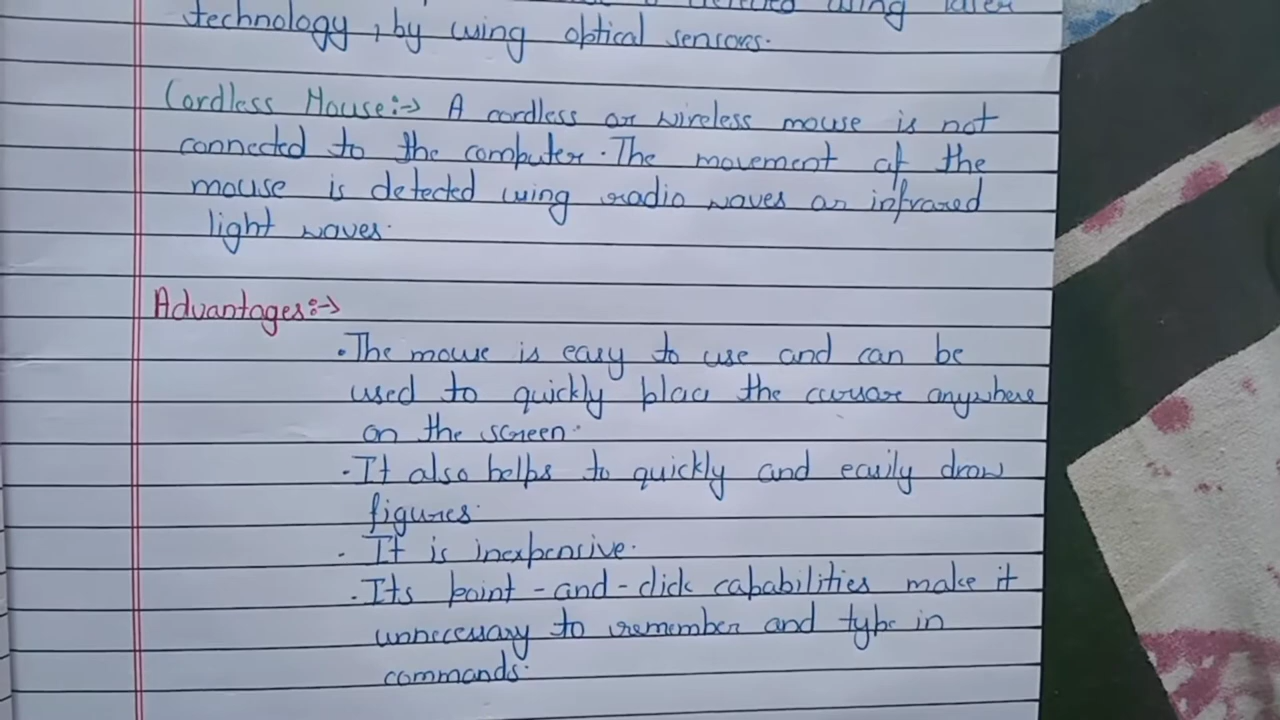 detected using laser
technology, by using optical sensors.
Cordless Mouse:→ A cordless or wireless mouse is not
connected to the computer. The movement of the
mouse is detected using radio waves or infrared
light waves.
Advantages:→
• The mouse is easy to use and can be
used to quickly place the cursor anywhere
on the screen.
• It also helps to quickly and easily draw
figures.
• It is inexpensive.
• Its point-and-click capabilities make it
unnecessary to remember and type in
commands.